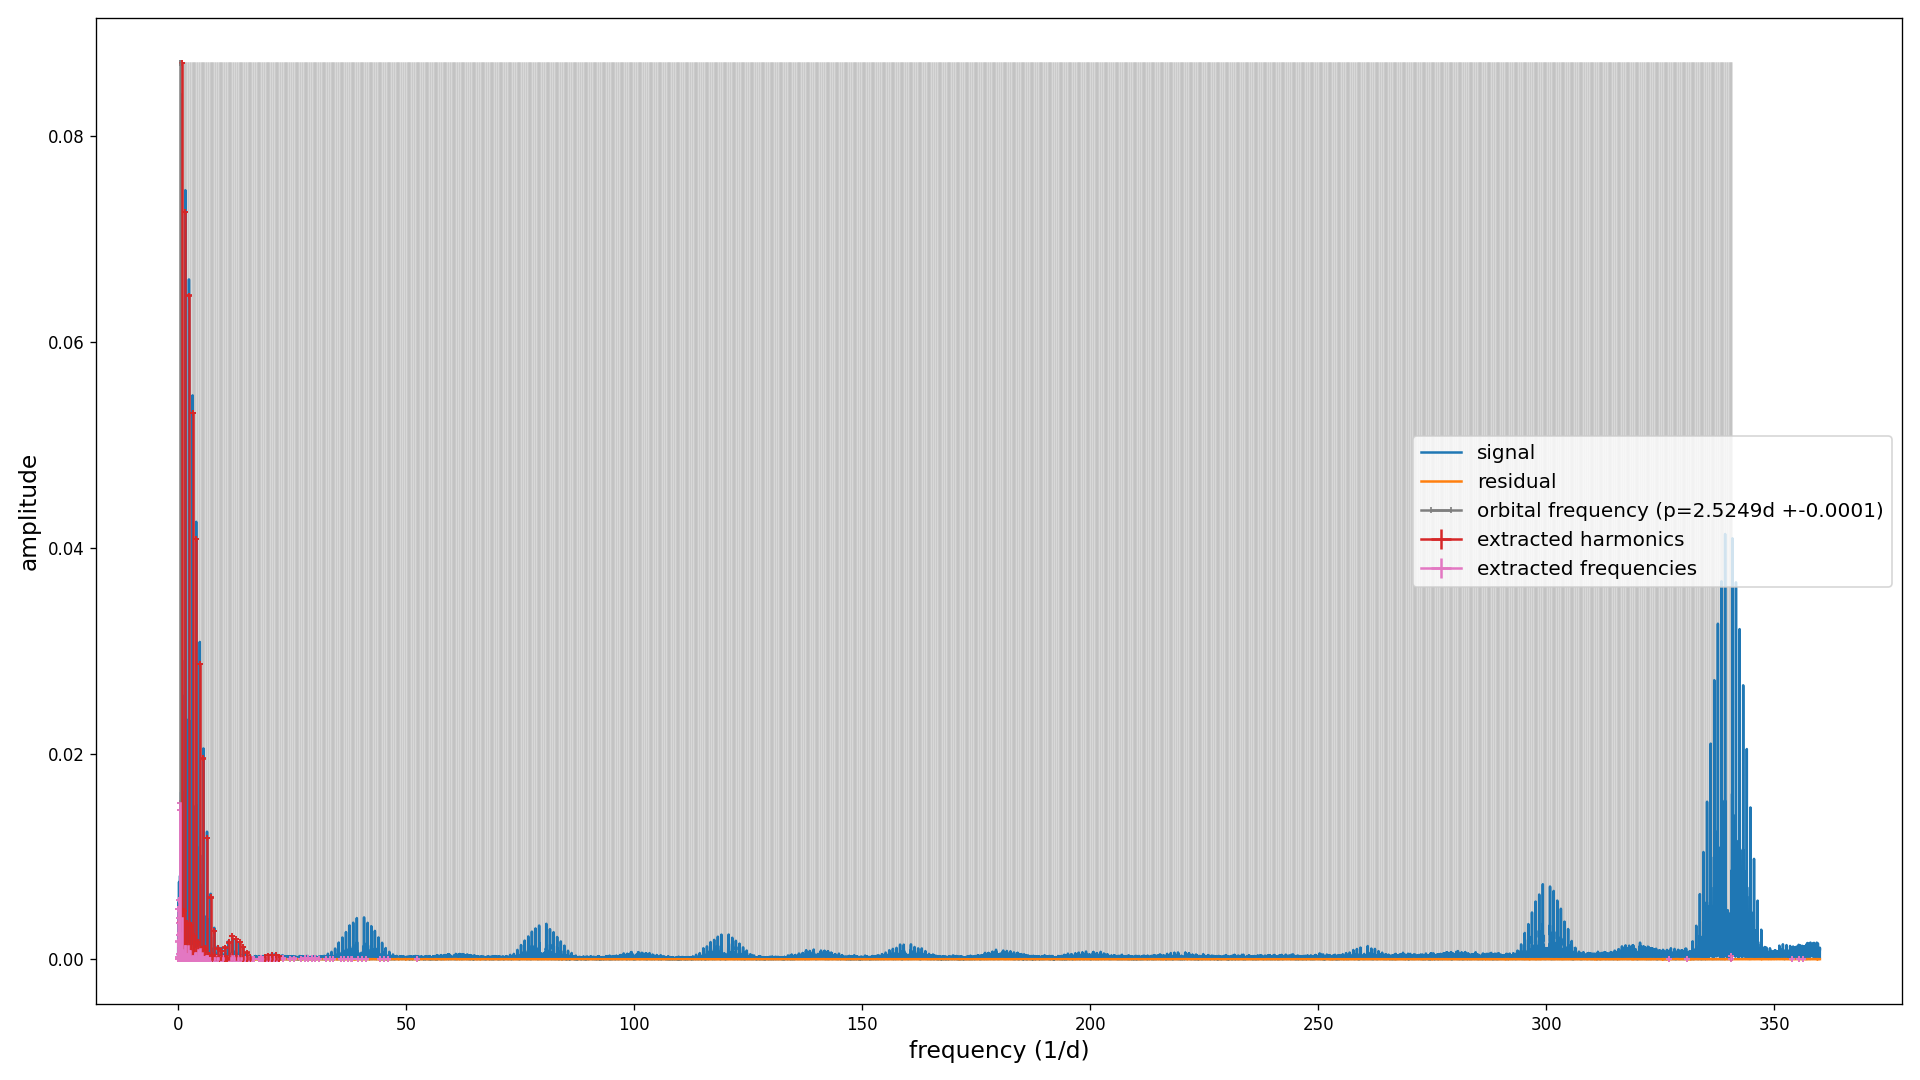 0.08
0.06
0.04
0.02
0.00
amplitude
signal
residual
orbital frequency (p=2.5249d +-0.0001)
extracted harmonics
extracted frequencies
0 50 100 150 200 250 300 350
frequency (1/d)